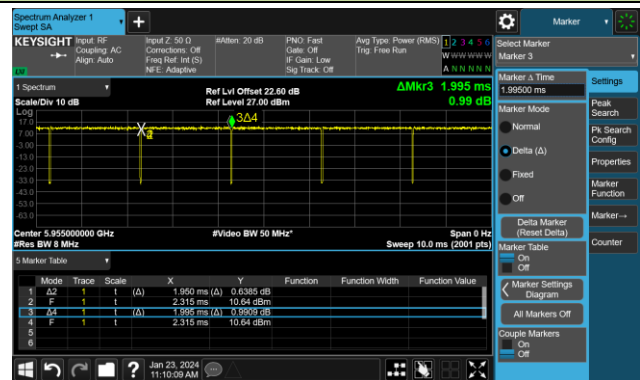 Spectrum Analyzer 1
Swept SA
Marker
KEYSIGHT
Input: RF
Coupling: AC
Align: Auto
Input Z: 50 Ω
Corrections: Off
Freq Ref: Int (S)
NFE: Adaptive
#Atten: 20 dB
PNO: Fast
Gate: Off
IF Gain: Low
Sig Track: Off
Avg Type: Power (RMS)
Trig: Free Run
1 2 3 4 5 6
W W W W W W
A N N N N N
Select Marker
Marker 3
LW
1 Spectrum
Scale/Div 10 dB
Ref Lvl Offset 22.60 dB
Ref Level 27.00 dBm
ΔMkr3 1.995 ms
0.99 dB
Log
17.0
7.00
-3.00
-13.0
-23.0
-33.0
-43.0
-53.0
-63.0
3Δ4
Center 5.955000000 GHz
#Res BW 8 MHz
#Video BW 50 MHz*
Span 0 Hz
Sweep 10.0 ms (2001 pts)
5 Marker Table
Mode Trace Scale X Y Function Function Width Function Value
1 Δ2 1 t (Δ) 1.950 ms (Δ) 0.6385 dB
2 F 1 t 2.315 ms 10.64 dBm
3 Δ4 1 t (Δ) 1.995 ms (Δ) 0.9909 dB
4 F 1 t 2.315 ms 10.64 dBm
5
6
Marker Δ Time
1.99500 ms
Marker Mode
Normal
Delta (Δ)
Fixed
Off
Delta Marker
(Reset Delta)
Marker Table
On
Off
Marker Settings
Diagram
All Markers Off
Couple Markers
On
Off
Settings
Peak
Search
Pk Search
Config
Properties
Marker
Function
Marker→
Counter
?
Jan 23, 2024
11:10:09 AM